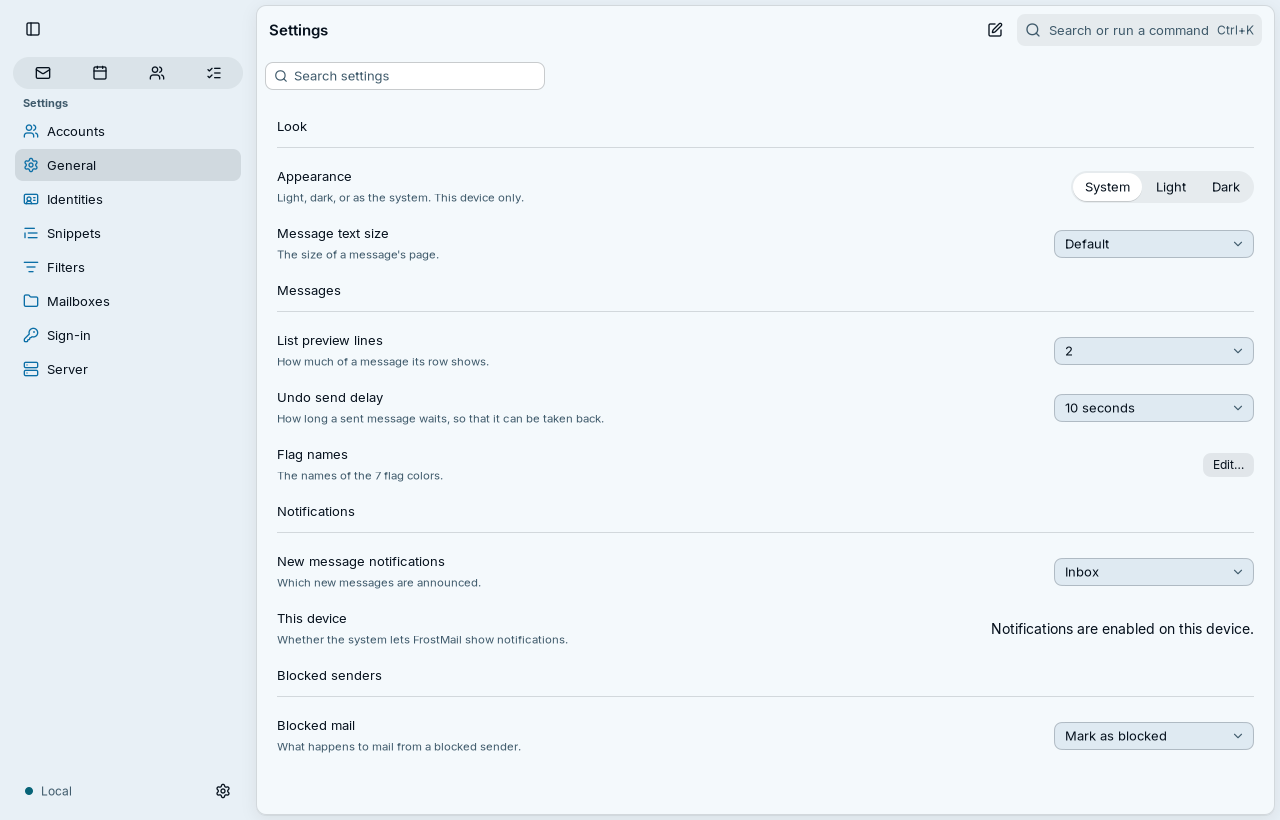 Settings
Search or run a command Ctrl+K
Search settings
Settings
Accounts
General
Identities
Snippets
Filters
Mailboxes
Sign-in
Server
Local
Look
Appearance
Light, dark, or as the system. This device only.
System Light Dark
Message text size
The size of a message's page.
Default
Messages
List preview lines
How much of a message its row shows.
2
Undo send delay
How long a sent message waits, so that it can be taken back.
10 seconds
Flag names
The names of the 7 flag colors.
Edit...
Notifications
New message notifications
Which new messages are announced.
Inbox
This device
Whether the system lets FrostMail show notifications.
Notifications are enabled on this device.
Blocked senders
Blocked mail
What happens to mail from a blocked sender.
Mark as blocked